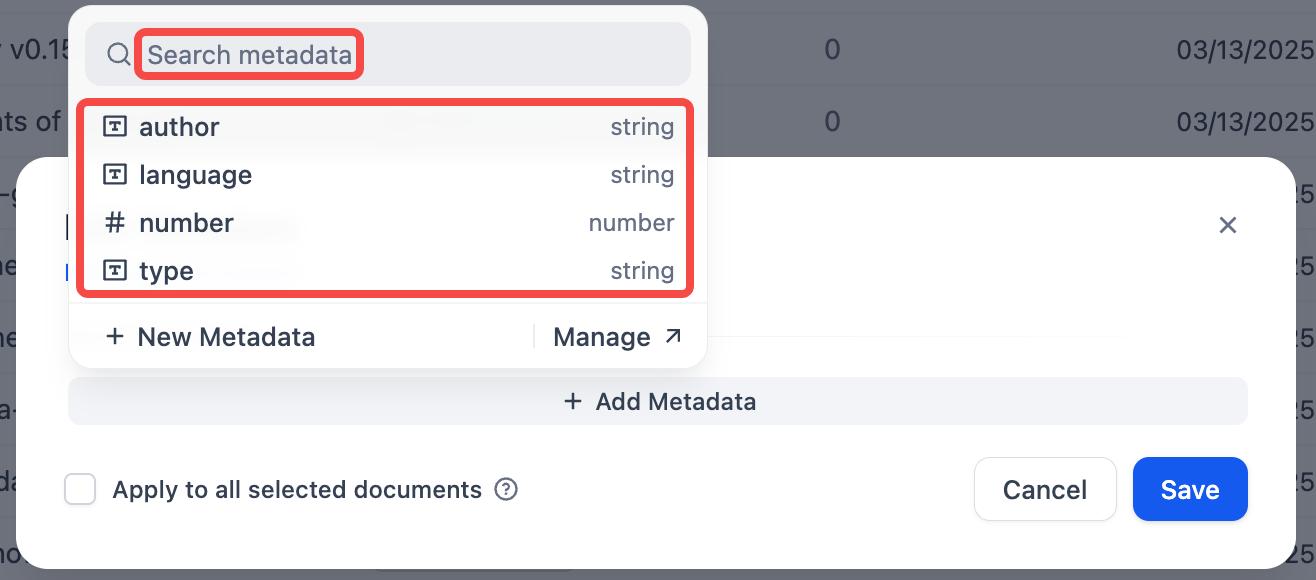 v0.15
0
03/13/2025
nts of
0
03/13/2025
Search metadata
author string
language string
number number
type string
+ New Metadata Manage
+ Add Metadata
Apply to all selected documents
Cancel Save